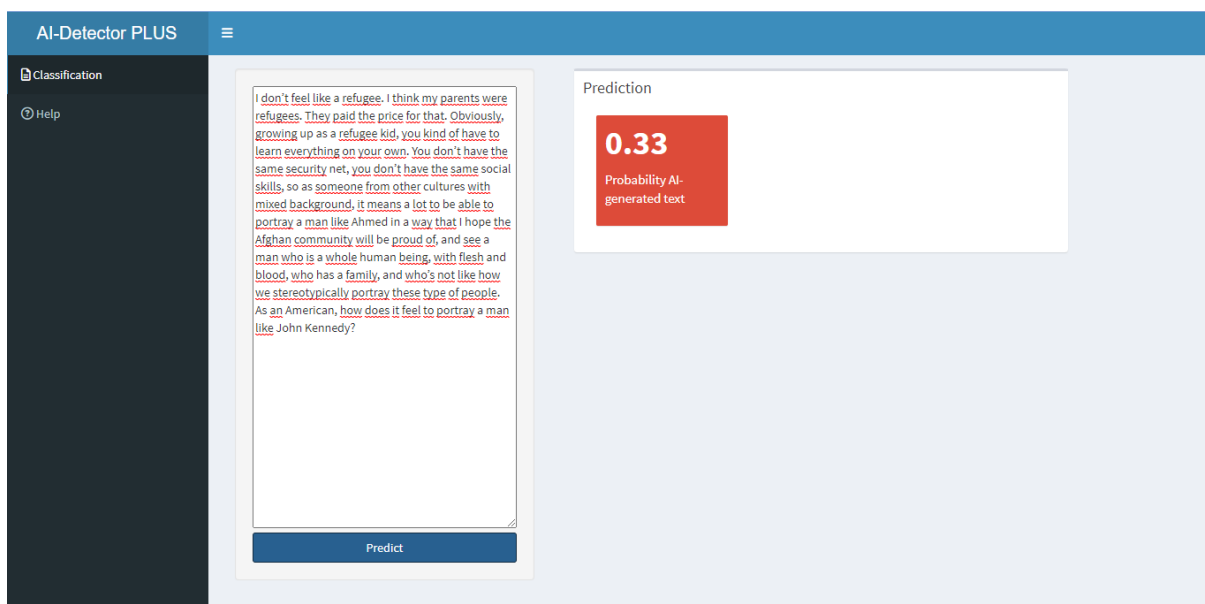 AI-Detector PLUS
Classification
Help
I don't feel like a refugee. I think my parents were
refugees. They paid the price for that. Obviously,
growing up as a refugee kid, you kind of have to
learn everything on your own. You don't have the
same security net, you don't have the same social
skills, so as someone from other cultures with
mixed background, it means a lot to be able to
portray a man like Ahmed in a way that I hope the
Afghan community will be proud of, and see a
man who is a whole human being, with flesh and
blood, who has a family, and who's not like how
we stereotypically portray these type of people.
As an American, how does it feel to portray a man
like John Kennedy?
Predict
Prediction
0.33
Probability AI-
generated text